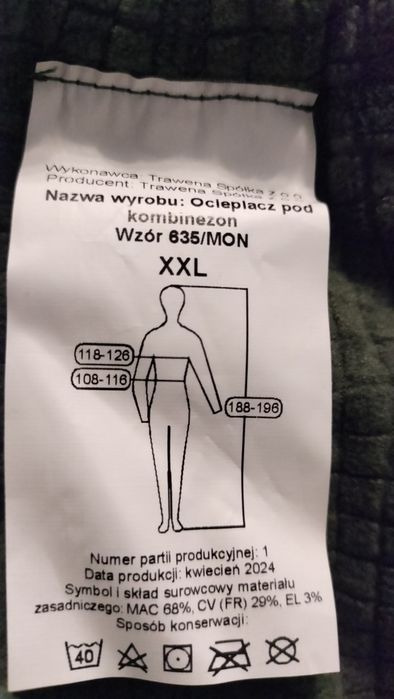 Wykonawca: Trawena Spółka z o.o.
Producent: Trawena Spółka z o.o.
Nazwa wyrobu: Ocieplacz pod
kombinezon
Wzór 635/MON
XXL
118-126
108-116
188-196
Numer partii produkcyjnej: 1
Data produkcji: kwiecień 2024
Symbol i skład surowcowy materiału
zasadniczego: MAC 68%, CV (FR) 29%, EL 3%
Sposób konserwacji:
40